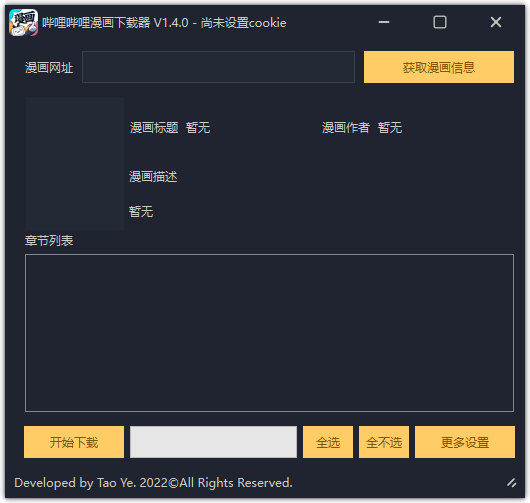 漫画
哔哩哔哩漫画下载器 V1.4.0 - 尚未设置cookie
漫画网址 获取漫画信息
漫画标题 暂无 漫画作者 暂无
漫画描述
暂无
章节列表
开始下载 全选 全不选 更多设置
Developed by Tao Ye. 2022©All Rights Reserved.